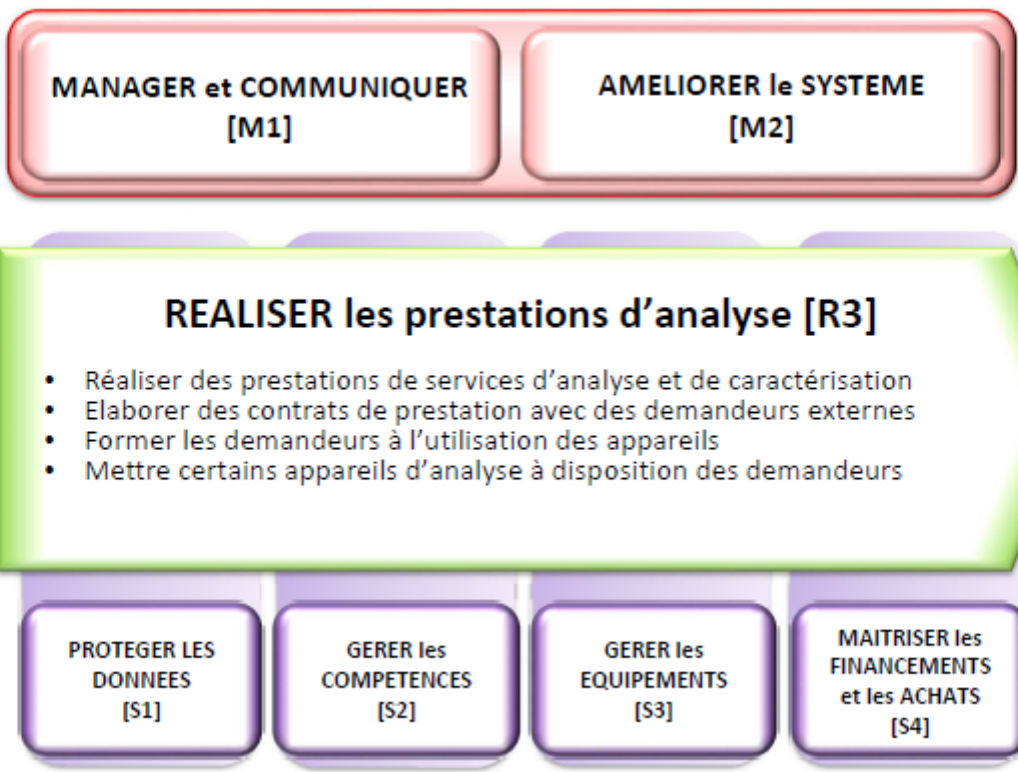 MANAGER et COMMUNIQUER
[M1]
AMELIORER le SYSTEME
[M2]
REALISER les prestations d’analyse [R3]
• Réaliser des prestations de services d’analyse et de caractérisation
• Elaborer des contrats de prestation avec des demandeurs externes
• Former les demandeurs à l’utilisation des appareils
• Mettre certains appareils d’analyse à disposition des demandeurs
PROTEGER LES
DONNEES
[S1]
GERER les
COMPETENCES
[S2]
GERER les
EQUIPEMENTS
[S3]
MAITRISER les
FINANCEMENTS
et les ACHATS
[S4]